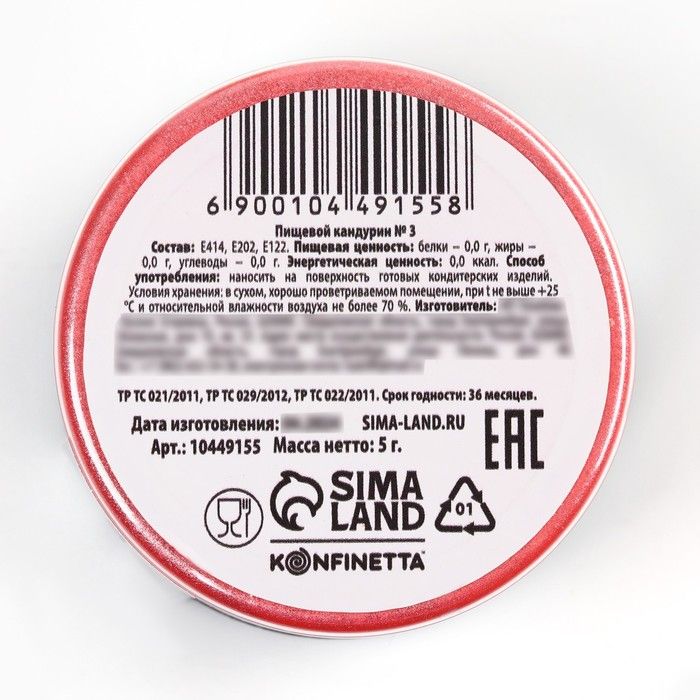 6 900104 491558
Пищевой кандурин № 3
Состав: Е414, Е202, Е122. Пищевая ценность: белки – 0,0 г, жиры –
0,0 г, углеводы – 0,0 г. Энергетическая ценность: 0,0 ккал. Способ
употребления: наносить на поверхность готовых кондитерских изделий.
Условия хранения: в сухом, хорошо проветриваемом помещении, при t не выше +25
°C и относительной влажности воздуха не более 70 %. Изготовитель:
ТР ТС 021/2011, ТР ТС 029/2012, ТР ТС 022/2011. Срок годности: 36 месяцев.
Дата изготовления: SIMA-LAND.RU
Арт.: 10449155 Масса нетто: 5 г.
EAC
SIMA
LAND
01
KONFINETTA